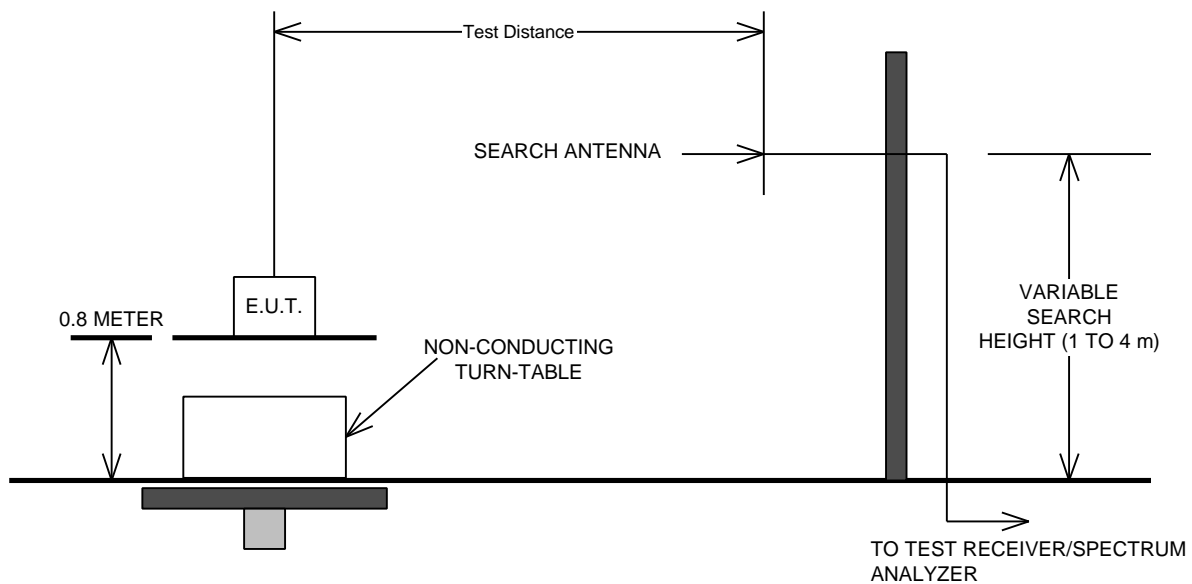 Test Distance
SEARCH ANTENNA
E.U.T.
0.8 METER
NON-CONDUCTING
TURN-TABLE
VARIABLE
SEARCH
HEIGHT (1 TO 4 m)
TO TEST RECEIVER/SPECTRUM
ANALYZER